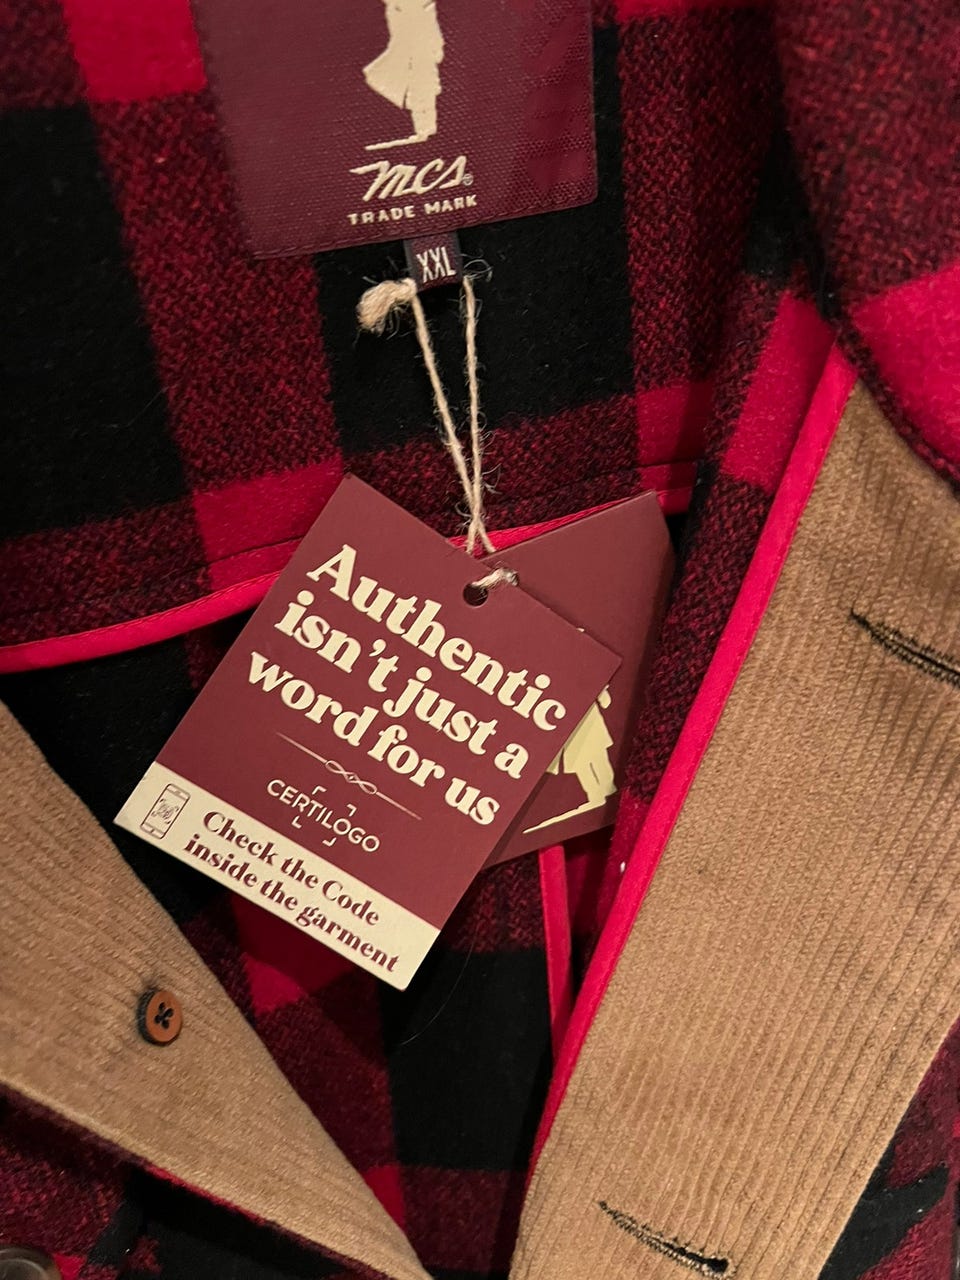 mcs®
TRADE MARK
XXL
Authentic
isn't just a
word for us
CERTILOGO
Check the Code
inside the garment